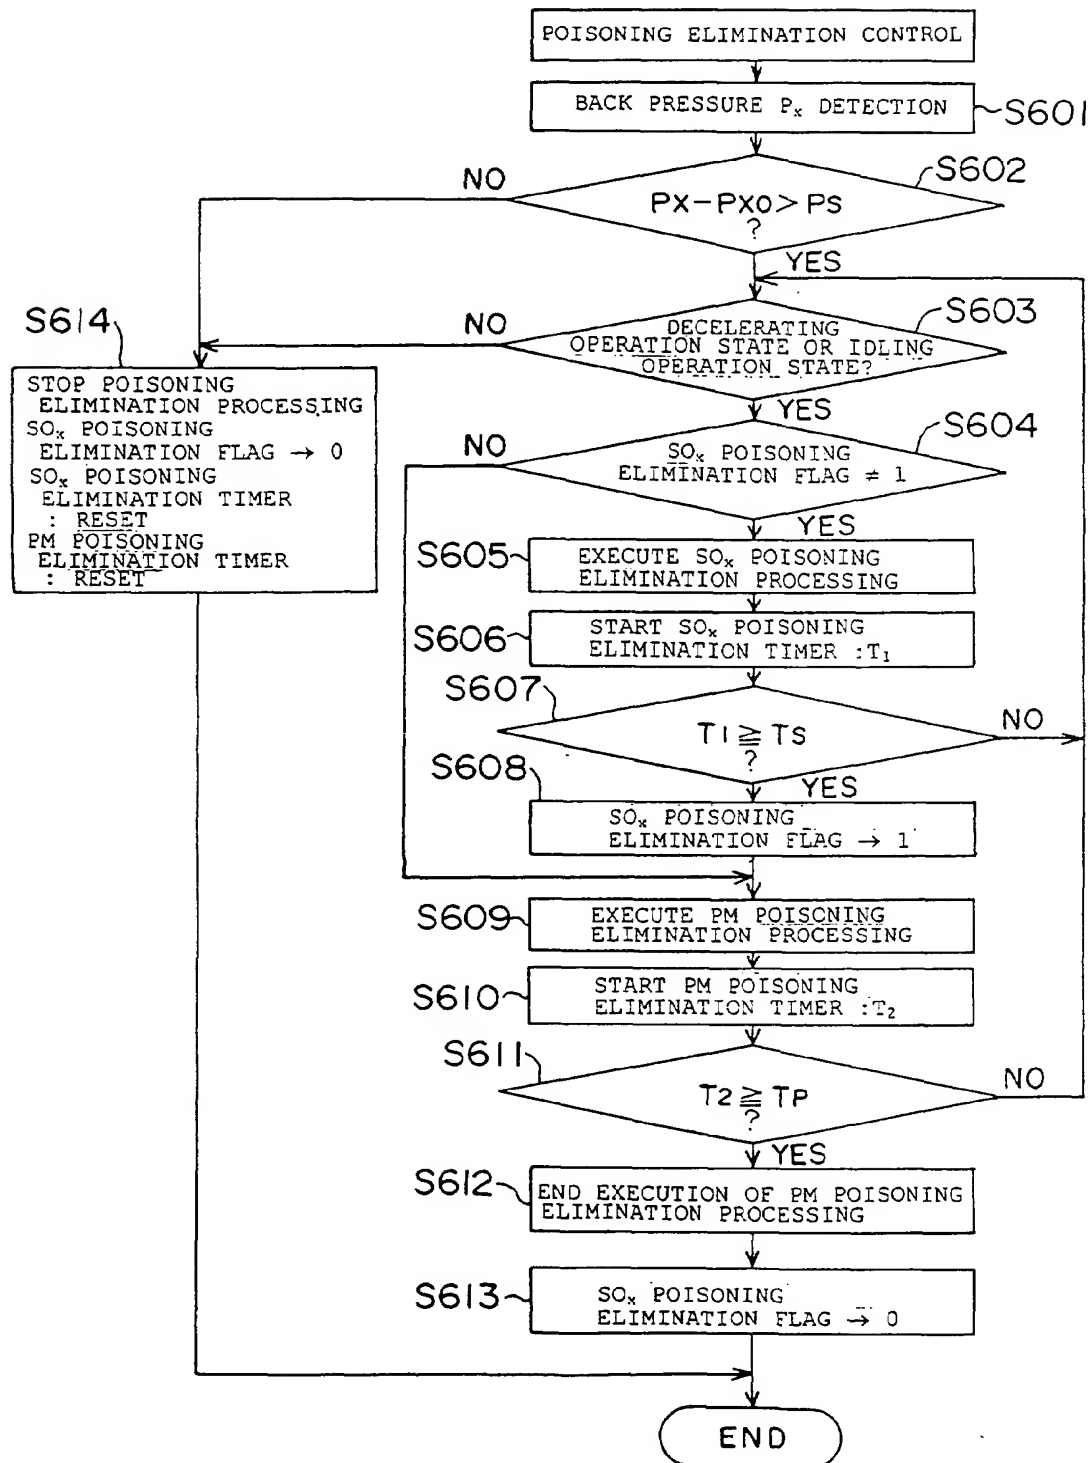 POISONING ELIMINATION CONTROL
BACK PRESSURE Pₓ DETECTION
S601
S602
NO
PX-PXO>PS
?
YES
S603
NO
DECELERATING
OPERATION STATE OR IDLING
OPERATION STATE?
YES
S614
STOP POISONING
ELIMINATION PROCESSING
SOₓ POISONING
ELIMINATION FLAG → 0
SOₓ POISONING
ELIMINATION TIMER
: RESET
PM POISONING
ELIMINATION TIMER
: RESET
S604
NO
SOₓ POISONING
ELIMINATION FLAG ≠ 1
YES
S605
EXECUTE SOₓ POISONING
ELIMINATION PROCESSING
S606
START SOₓ POISONING
ELIMINATION TIMER :T₁
S607
T1 ≧ TS
?
NO
YES
S608
SOₓ POISONING
ELIMINATION FLAG → 1
S609
EXECUTE PM POISONING
ELIMINATION PROCESSING
S610
START PM POISONING
ELIMINATION TIMER :T₂
S611
T2 ≧ TP
?
NO
YES
S612
END EXECUTION OF PM POISONING
ELIMINATION PROCESSING
S613
SOₓ POISONING
ELIMINATION FLAG → 0
END